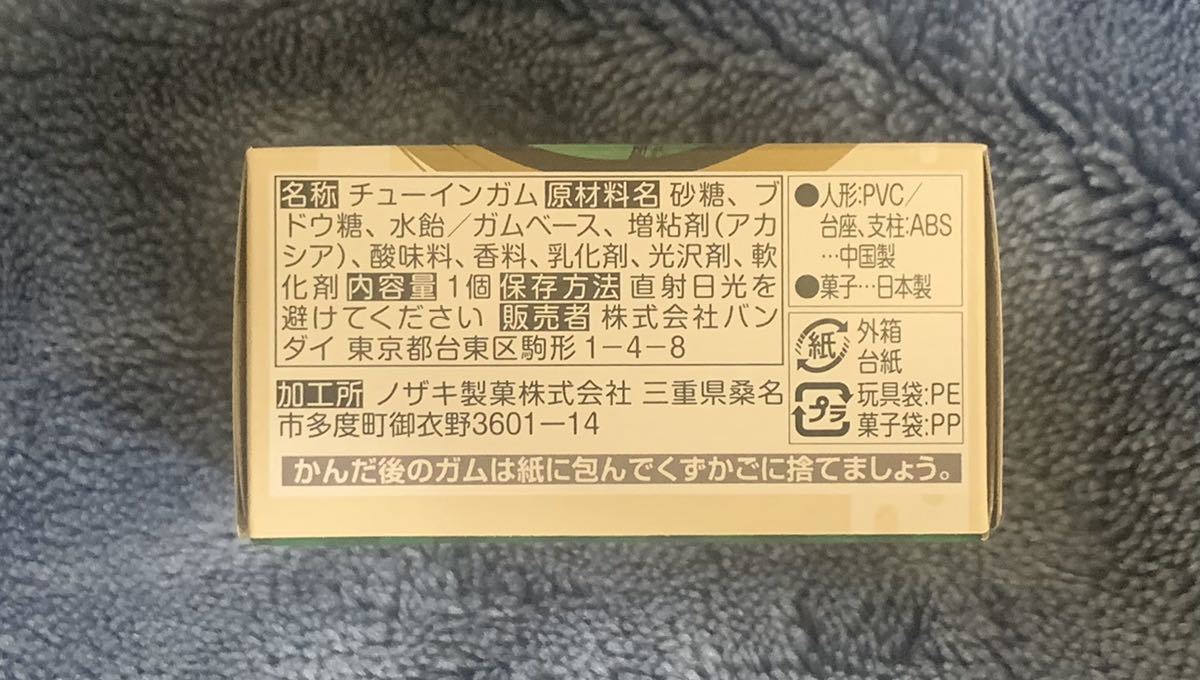 名称 チューインガム 原材料名 砂糖、ブ
ドウ糖、水飴／ガムベース、増粘剤(アカ
シア)、酸味料、香料、乳化剤、光沢剤、軟
化剤 内容量 1個 保存方法 直射日光を
避けてください 販売者 株式会社バン
ダイ 東京都台東区駒形1-4-8
加工所 ノザキ製菓株式会社 三重県桑名
市多度町御衣野3601-14
●人形:PVC／
台座、支柱:ABS
…中国製
●菓子…日本製
紙 外箱
台紙
プラ 玩具袋:PE
菓子袋:PP
かんだ後のガムは紙に包んでくずかごに捨てましょう。